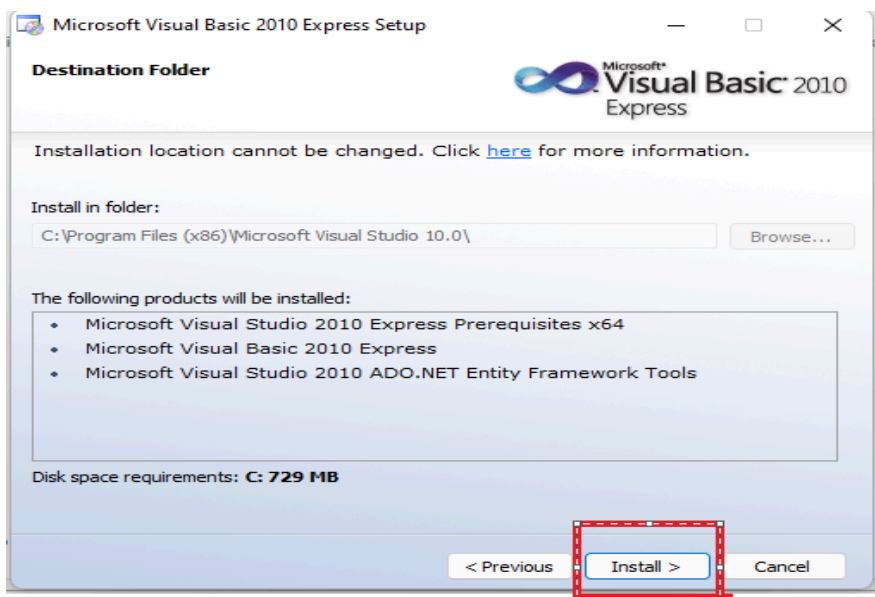 Microsoft Visual Basic 2010 Express Setup
Destination Folder
Microsoft®
Visual Basic® 2010
Express
Installation location cannot be changed. Click here for more information.
Install in folder:
C:\Program Files (x86)\Microsoft Visual Studio 10.0\
Browse...
The following products will be installed:
• Microsoft Visual Studio 2010 Express Prerequisites x64
• Microsoft Visual Basic 2010 Express
• Microsoft Visual Studio 2010 ADO.NET Entity Framework Tools
Disk space requirements: C: 729 MB
< Previous Install > Cancel